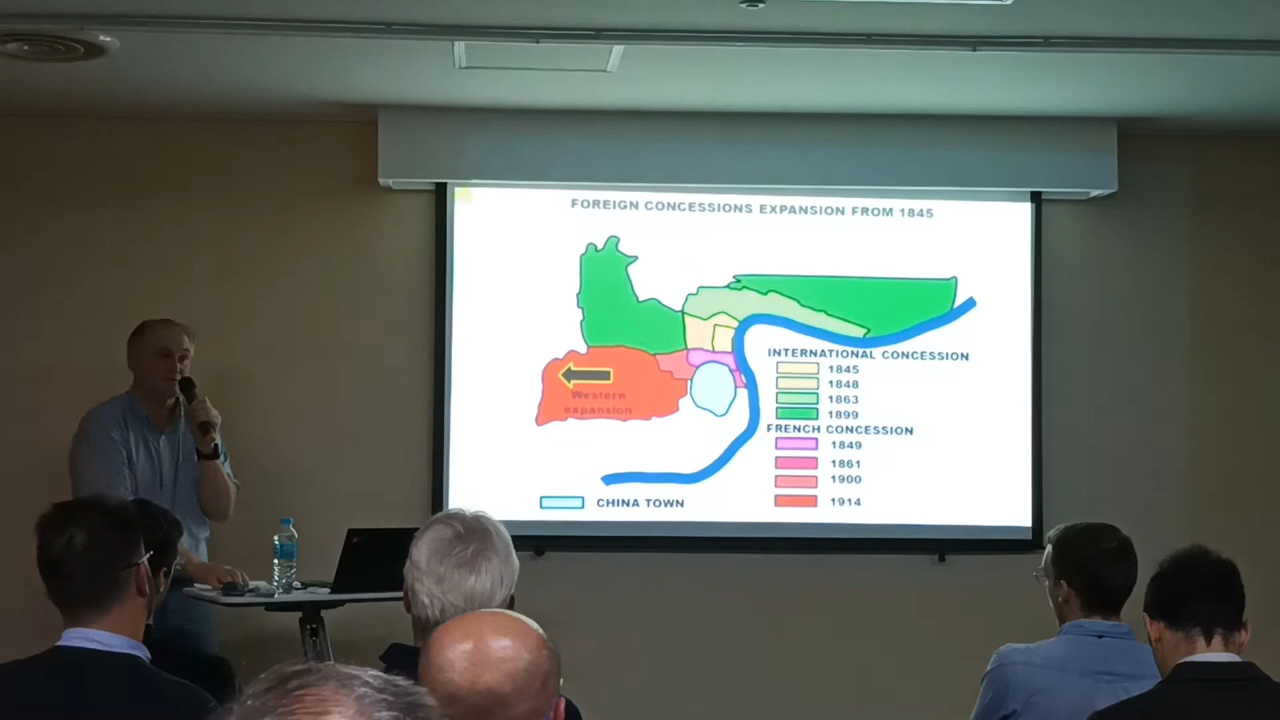 FOREIGN CONCESSIONS EXPANSION FROM 1845
Western
expansion
INTERNATIONAL CONCESSION
1845
1848
1863
1899
FRENCH CONCESSION
1849
1861
1900
1914
CHINA TOWN